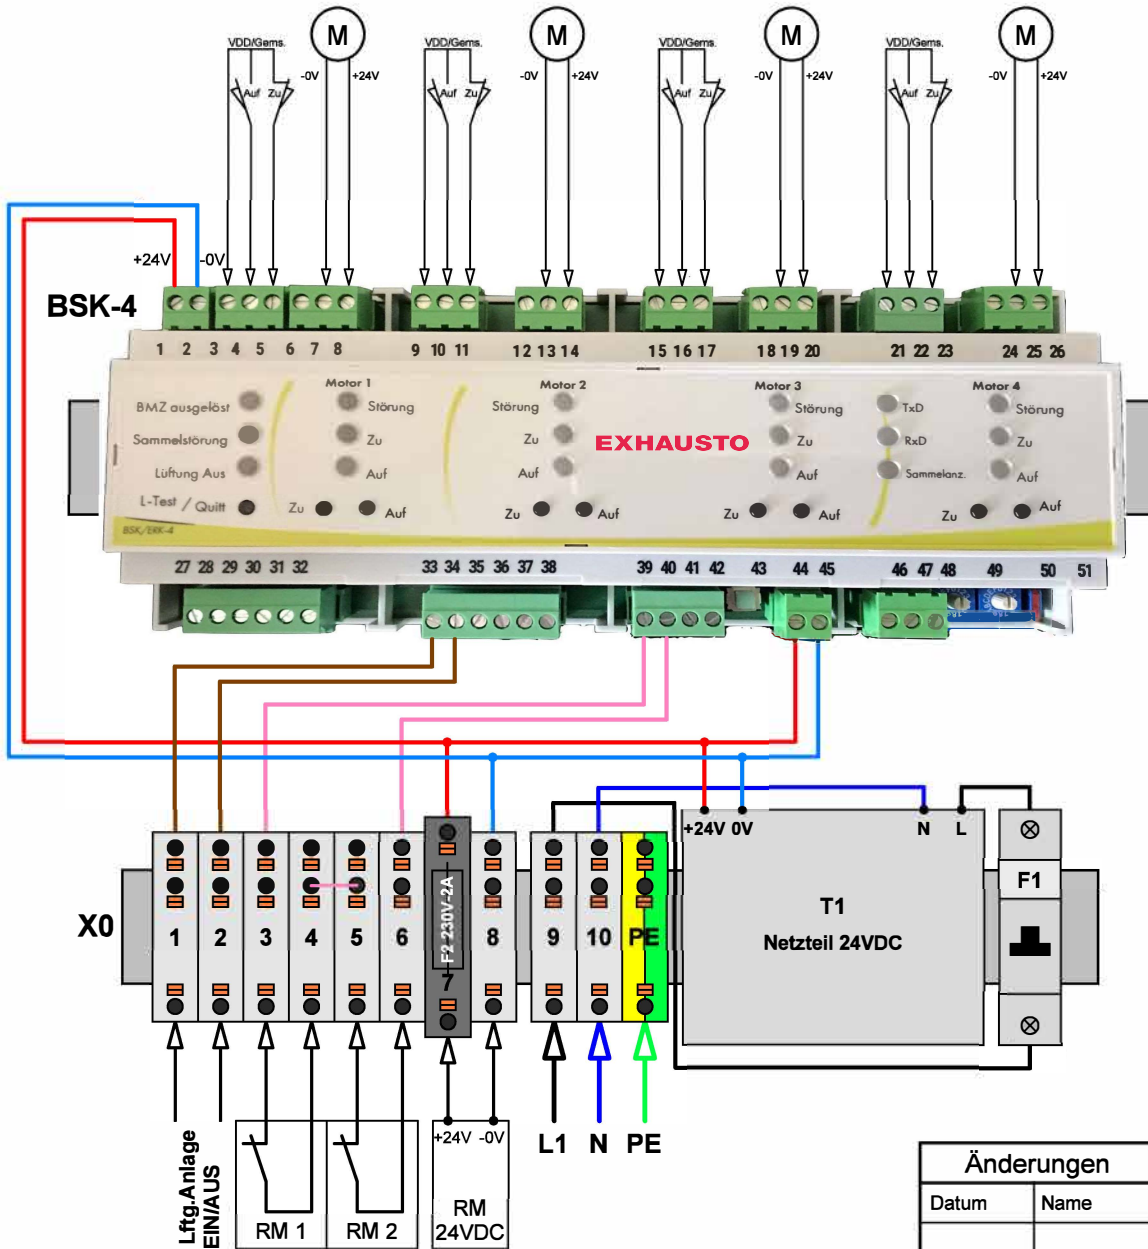 M M M M
VDD/Gems. VDD/Gems. VDD/Gems. VDD/Gems.
-0V +24V -0V +24V -0V +24V -0V +24V
Auf Zu Auf Zu Auf Zu Auf Zu
+24V -0V
BSK-4
1 2 3 4 5 6 7 8 9 10 11 12 13 14 15 16 17 18 19 20 21 22 23 24 25 26
Motor 1 Motor 2 Motor 3 Motor 4
BMZ ausgelöst Störung Störung Störung TxD Störung
Sammelstörung Zu Zu EXHAUSTO Zu RxD Zu
Lüftung Aus Auf Auf Auf Sammelanz. Auf
L-Test / Quitt Zu Auf Zu Auf Zu Auf Zu Auf
BSK/ERK-4
27 28 29 30 31 32 33 34 35 36 37 38 39 40 41 42 43 44 45 46 47 48 49 50 51
+24V 0V N L
X0
1 2 3 4 5 6 F2 230V-2A 7 8 9 10 PE
T1
Netzteil 24VDC
F1
Lftg.Anlage
EIN/AUS
RM 1 RM 2
+24V -0V
RM
24VDC
L1 N PE
Änderungen
Datum Name